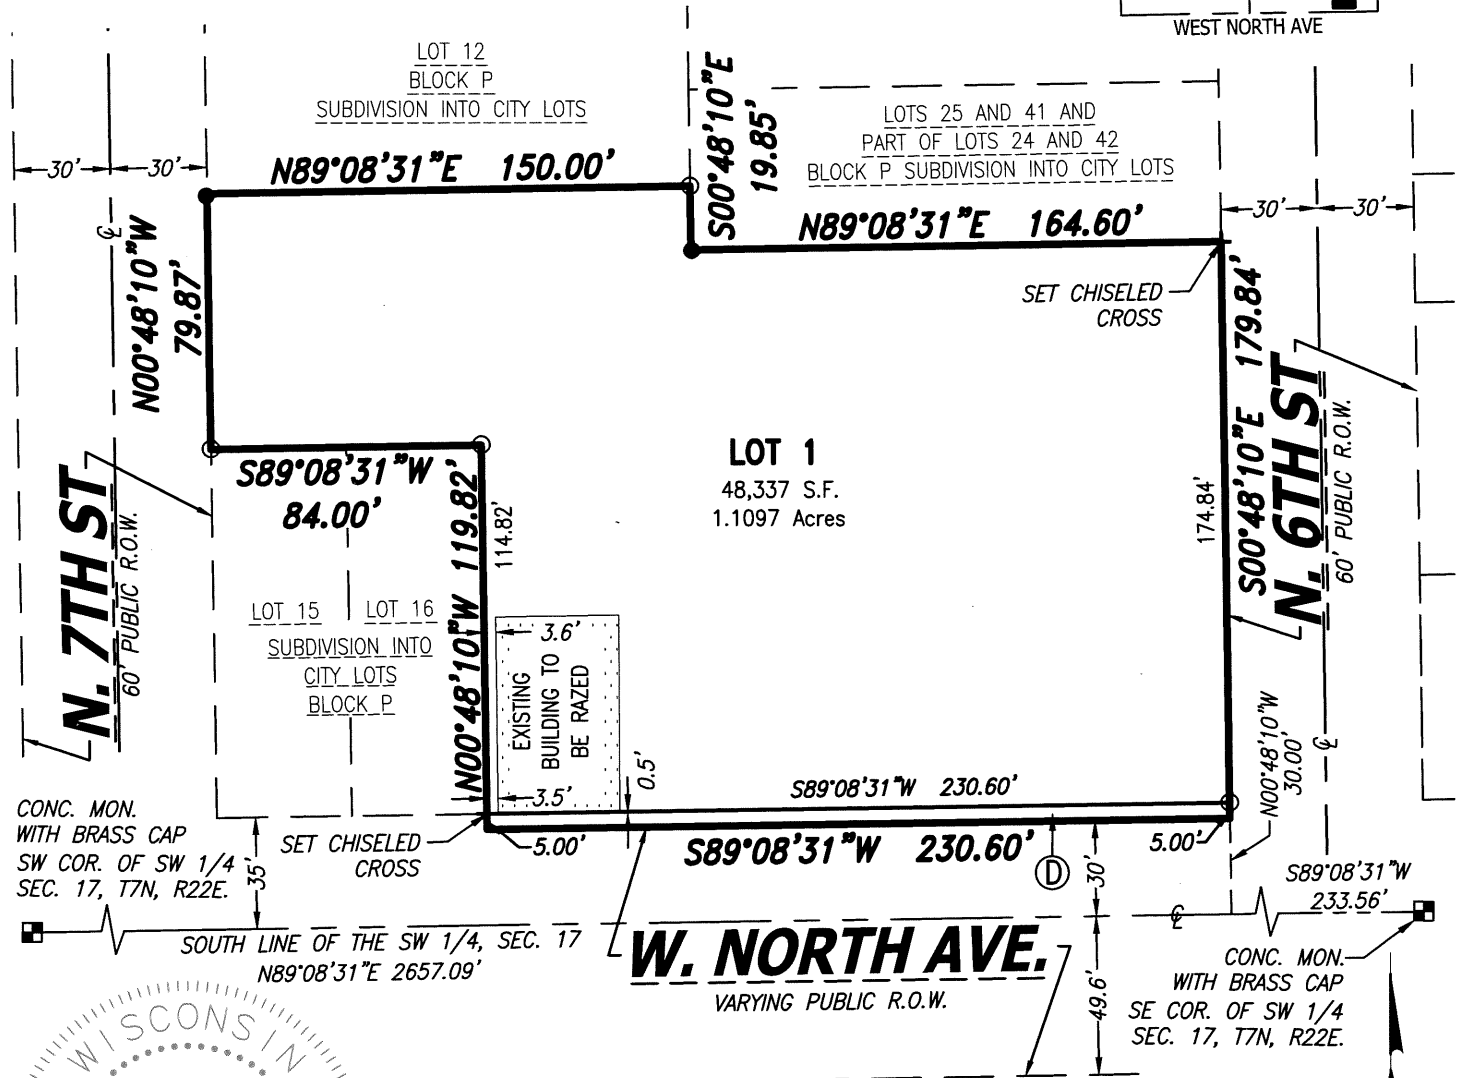 WEST NORTH AVE
LOT 12
BLOCK P
SUBDIVISION INTO CITY LOTS
S00°48'10"E
19.85'
LOTS 25 AND 41 AND
PART OF LOTS 24 AND 42
BLOCK P SUBDIVISION INTO CITY LOTS
30'
30'
N89°08'31"E 150.00'
N89°08'31"E 164.60'
30'
30'
N00°48'10"W
79.87'
SET CHISELED
CROSS
S00°48'10"E 179.84'
174.84'
N. 6TH ST
60' PUBLIC R.O.W.
LOT 1
48,337 S.F.
1.1097 Acres
S89°08'31"W
84.00'
N00°48'10"W 119.82'
114.82'
N. 7TH ST
60' PUBLIC R.O.W.
LOT 15
LOT 16
SUBDIVISION INTO
CITY LOTS
BLOCK P
3.6'
EXISTING
BUILDING TO
BE RAZED
3.5'
0.5'
S89°08'31"W 230.60'
N00°48'10"W
30.00'
CONC. MON.
WITH BRASS CAP
SW COR. OF SW 1/4
SEC. 17, T7N, R22E.
35'
SET CHISELED
CROSS
5.00'
S89°08'31"W 230.60'
D
30'
5.00'
S89°08'31"W
233.56'
SOUTH LINE OF THE SW 1/4, SEC. 17
N89°08'31"E 2657.09'
W. NORTH AVE.
VARYING PUBLIC R.O.W.
49.6'
CONC. MON.
WITH BRASS CAP
SE COR. OF SW 1/4
SEC. 17, T7N, R22E.
WISCONSIN